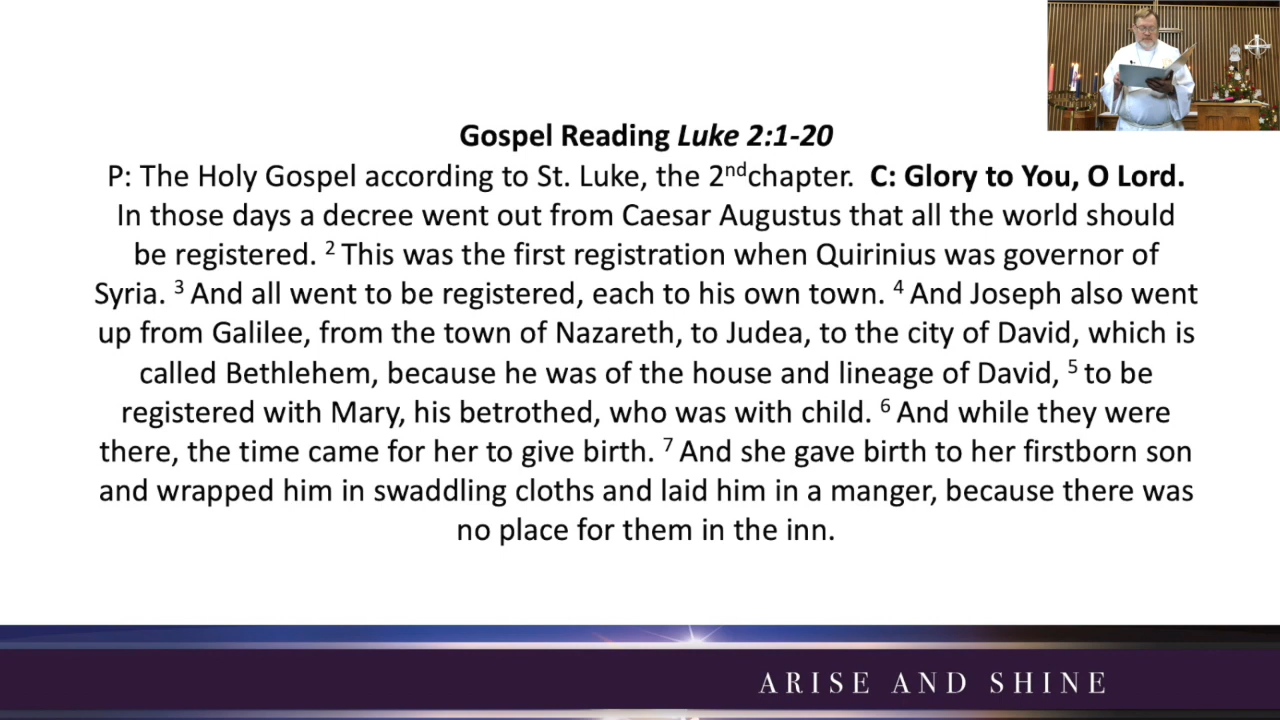 Gospel Reading Luke 2:1-20
P: The Holy Gospel according to St. Luke, the 2ndchapter.  C: Glory to You, O Lord.
In those days a decree went out from Caesar Augustus that all the world should
be registered. 2 This was the first registration when Quirinius was governor of
Syria. 3 And all went to be registered, each to his own town. 4 And Joseph also went
up from Galilee, from the town of Nazareth, to Judea, to the city of David, which is
called Bethlehem, because he was of the house and lineage of David, 5 to be
registered with Mary, his betrothed, who was with child. 6 And while they were
there, the time came for her to give birth. 7 And she gave birth to her firstborn son
and wrapped him in swaddling cloths and laid him in a manger, because there was
no place for them in the inn.
ARISE AND SHINE